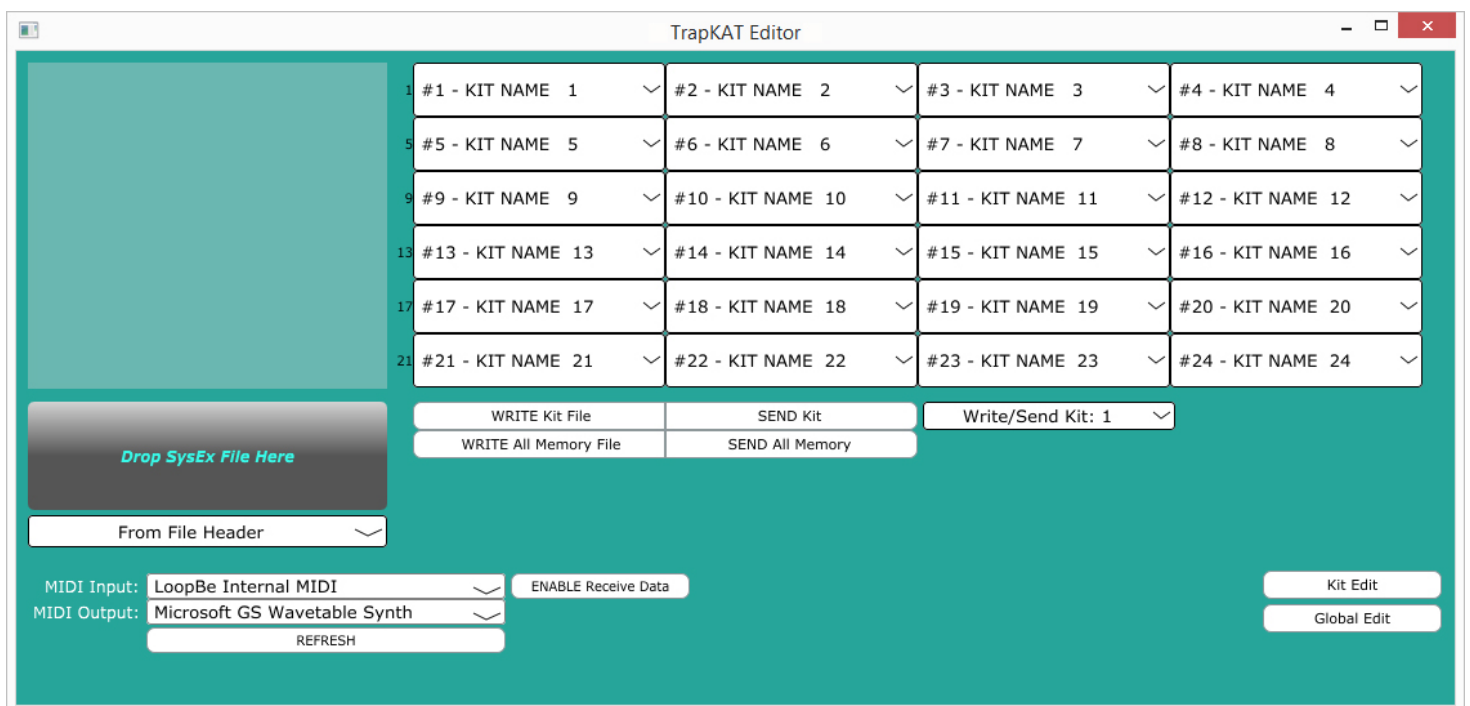 TrapKAT Editor
1 #1 - KIT NAME 1 #2 - KIT NAME 2 #3 - KIT NAME 3 #4 - KIT NAME 4
5 #5 - KIT NAME 5 #6 - KIT NAME 6 #7 - KIT NAME 7 #8 - KIT NAME 8
9 #9 - KIT NAME 9 #10 - KIT NAME 10 #11 - KIT NAME 11 #12 - KIT NAME 12
13 #13 - KIT NAME 13 #14 - KIT NAME 14 #15 - KIT NAME 15 #16 - KIT NAME 16
17 #17 - KIT NAME 17 #18 - KIT NAME 18 #19 - KIT NAME 19 #20 - KIT NAME 20
21 #21 - KIT NAME 21 #22 - KIT NAME 22 #23 - KIT NAME 23 #24 - KIT NAME 24
WRITE Kit File SEND Kit Write/Send Kit: 1
WRITE All Memory File SEND All Memory
Drop SysEx File Here
From File Header
MIDI Input: LoopBe Internal MIDI ENABLE Receive Data Kit Edit
MIDI Output: Microsoft GS Wavetable Synth Global Edit
REFRESH